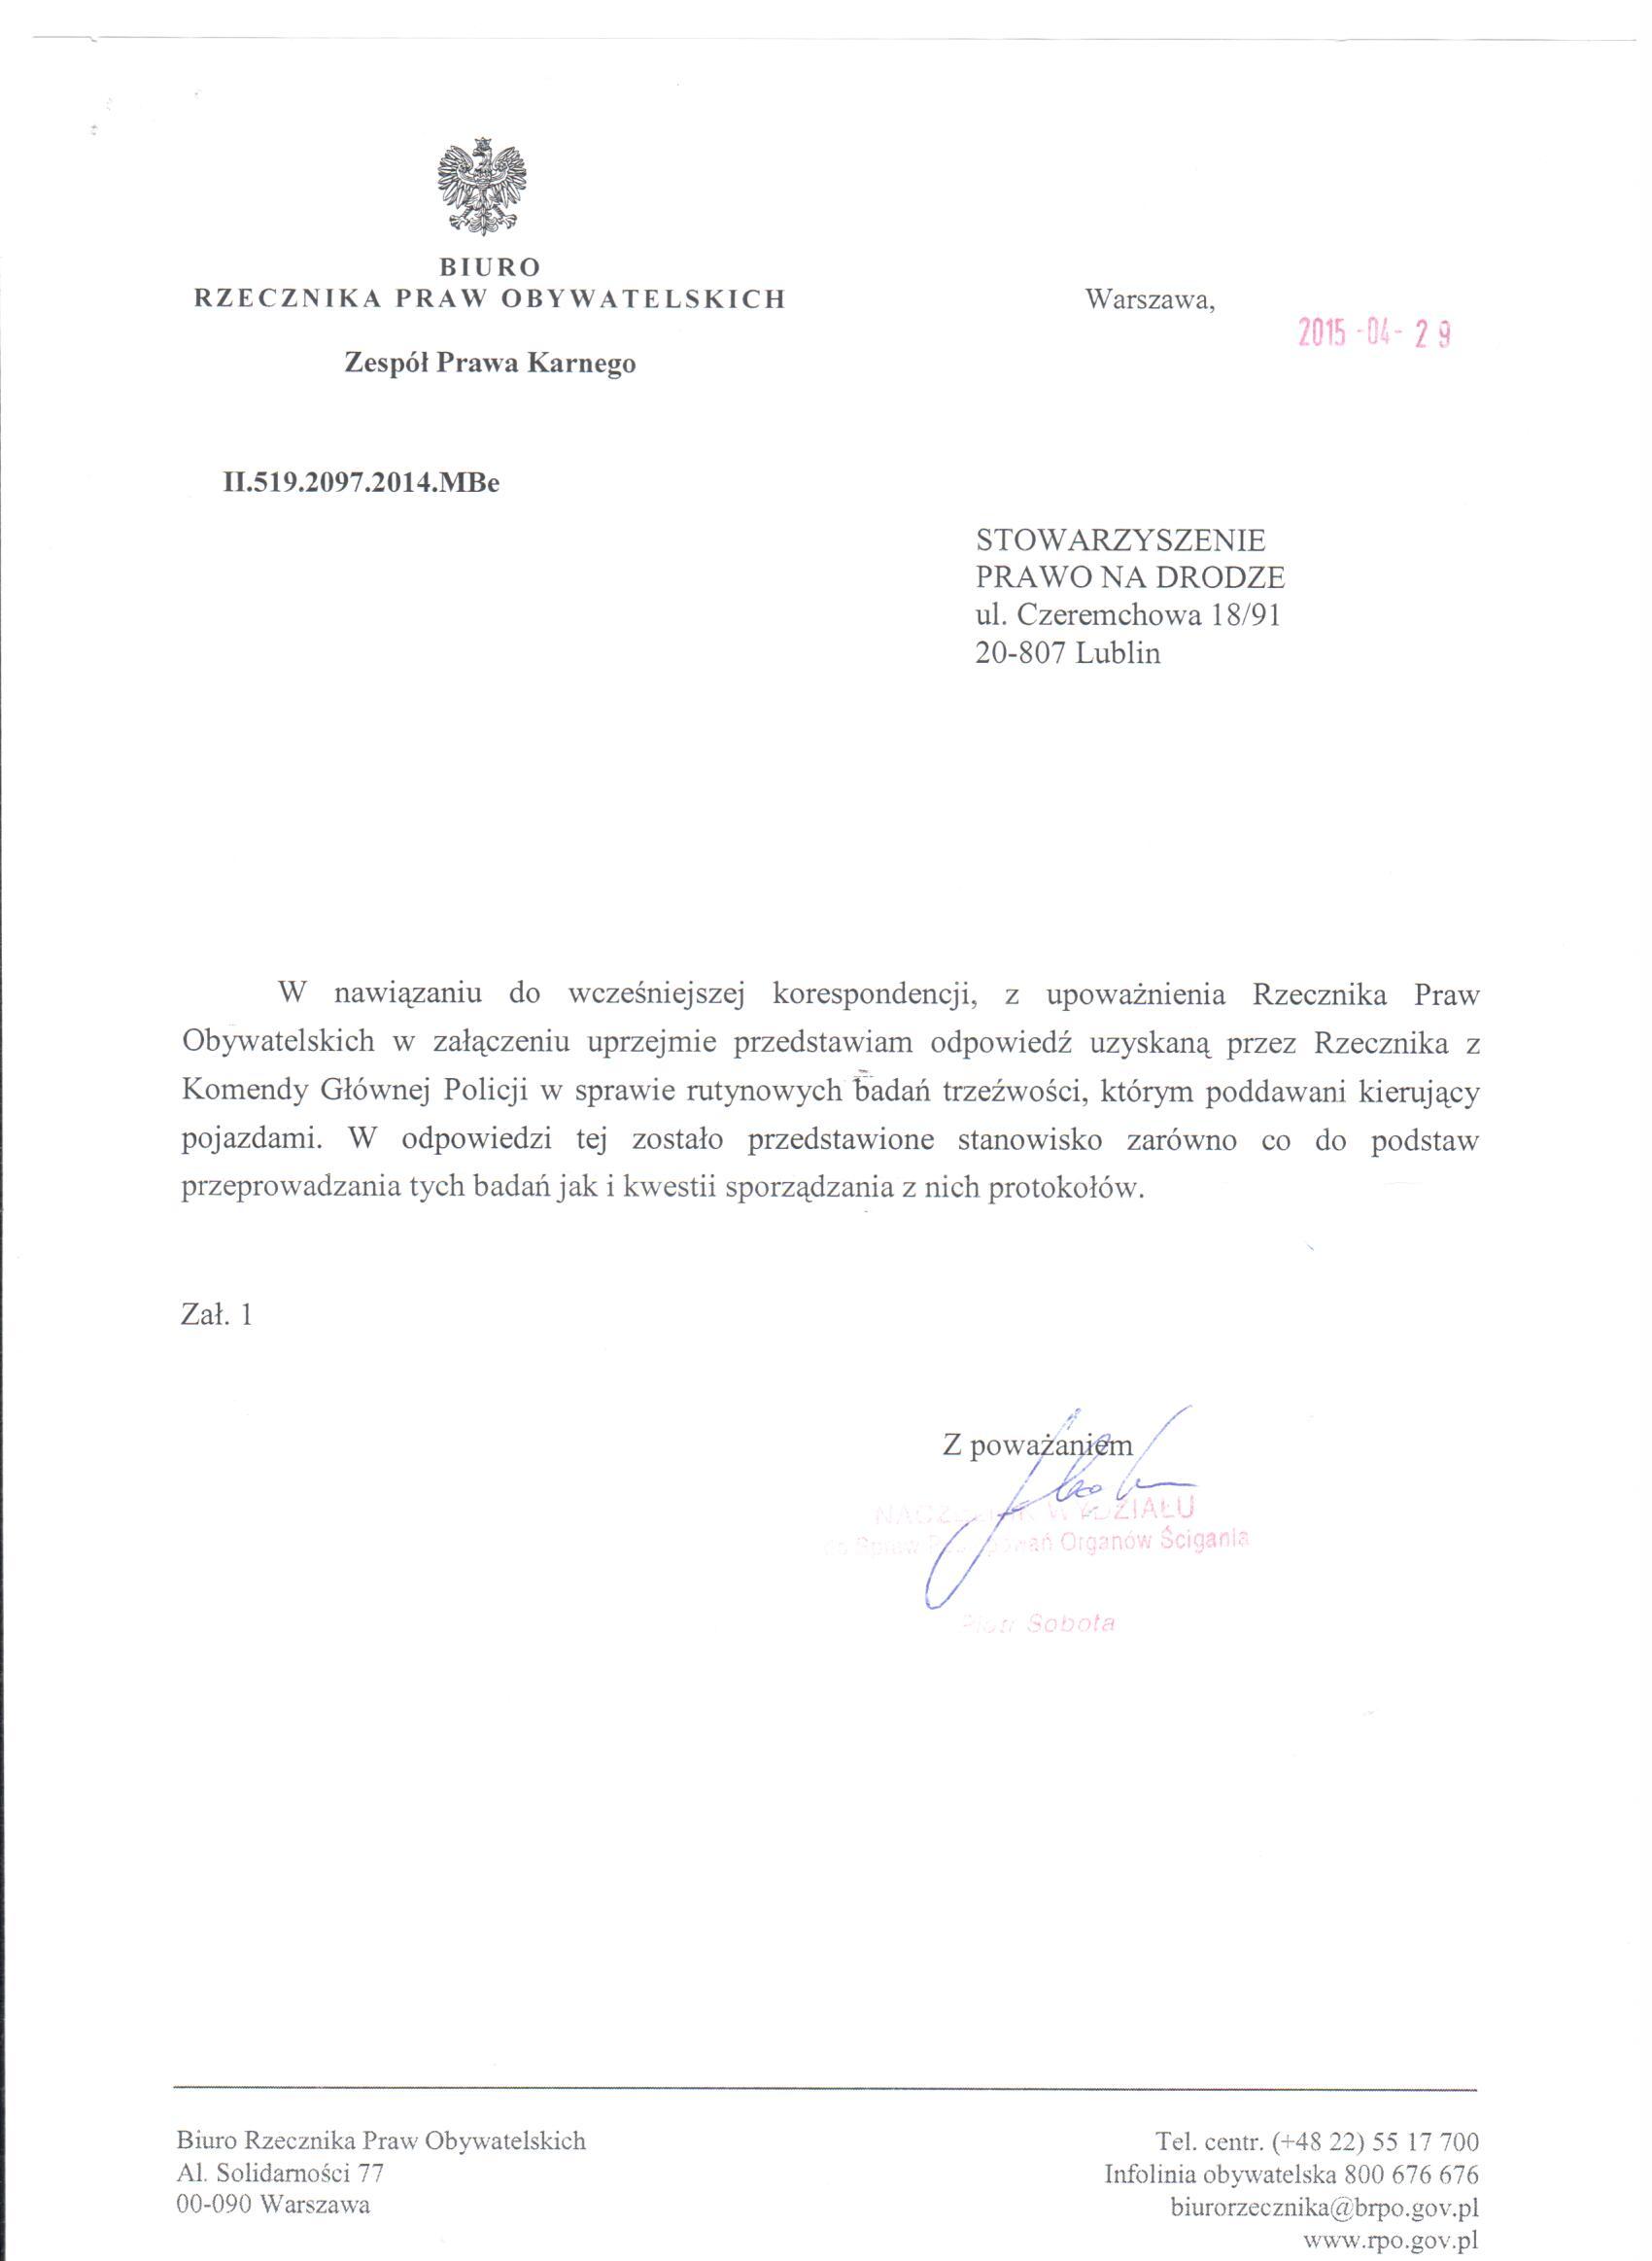 BIURO
RZECZNIKA PRAW OBYWATELSKICH
Zespół Prawa Karnego
Warszawa,
2015 -04- 29
II.519.2097.2014.MBe
STOWARZYSZENIE
PRAWO NA DRODZE
ul. Czeremchowa 18/91
20-807 Lublin
W nawiązaniu do wcześniejszej korespondencji, z upoważnienia Rzecznika Praw
Obywatelskich w załączeniu uprzejmie przedstawiam odpowiedź uzyskaną przez Rzecznika z
Komendy Głównej Policji w sprawie rutynowych badań trzeźwości, którym poddawani kierujący
pojazdami. W odpowiedzi tej zostało przedstawione stanowisko zarówno co do podstaw
przeprowadzania tych badań jak i kwestii sporządzania z nich protokołów.
Zał. 1
Z poważaniem
NACZELNIK WYDZIAŁU
do Spraw Organów Ścigania
Piotr Sobota
Biuro Rzecznika Praw Obywatelskich
Al. Solidarności 77
00-090 Warszawa
Tel. centr. (+48 22) 55 17 700
Infolinia obywatelska 800 676 676
biurorzecznika@brpo.gov.pl
www.rpo.gov.pl